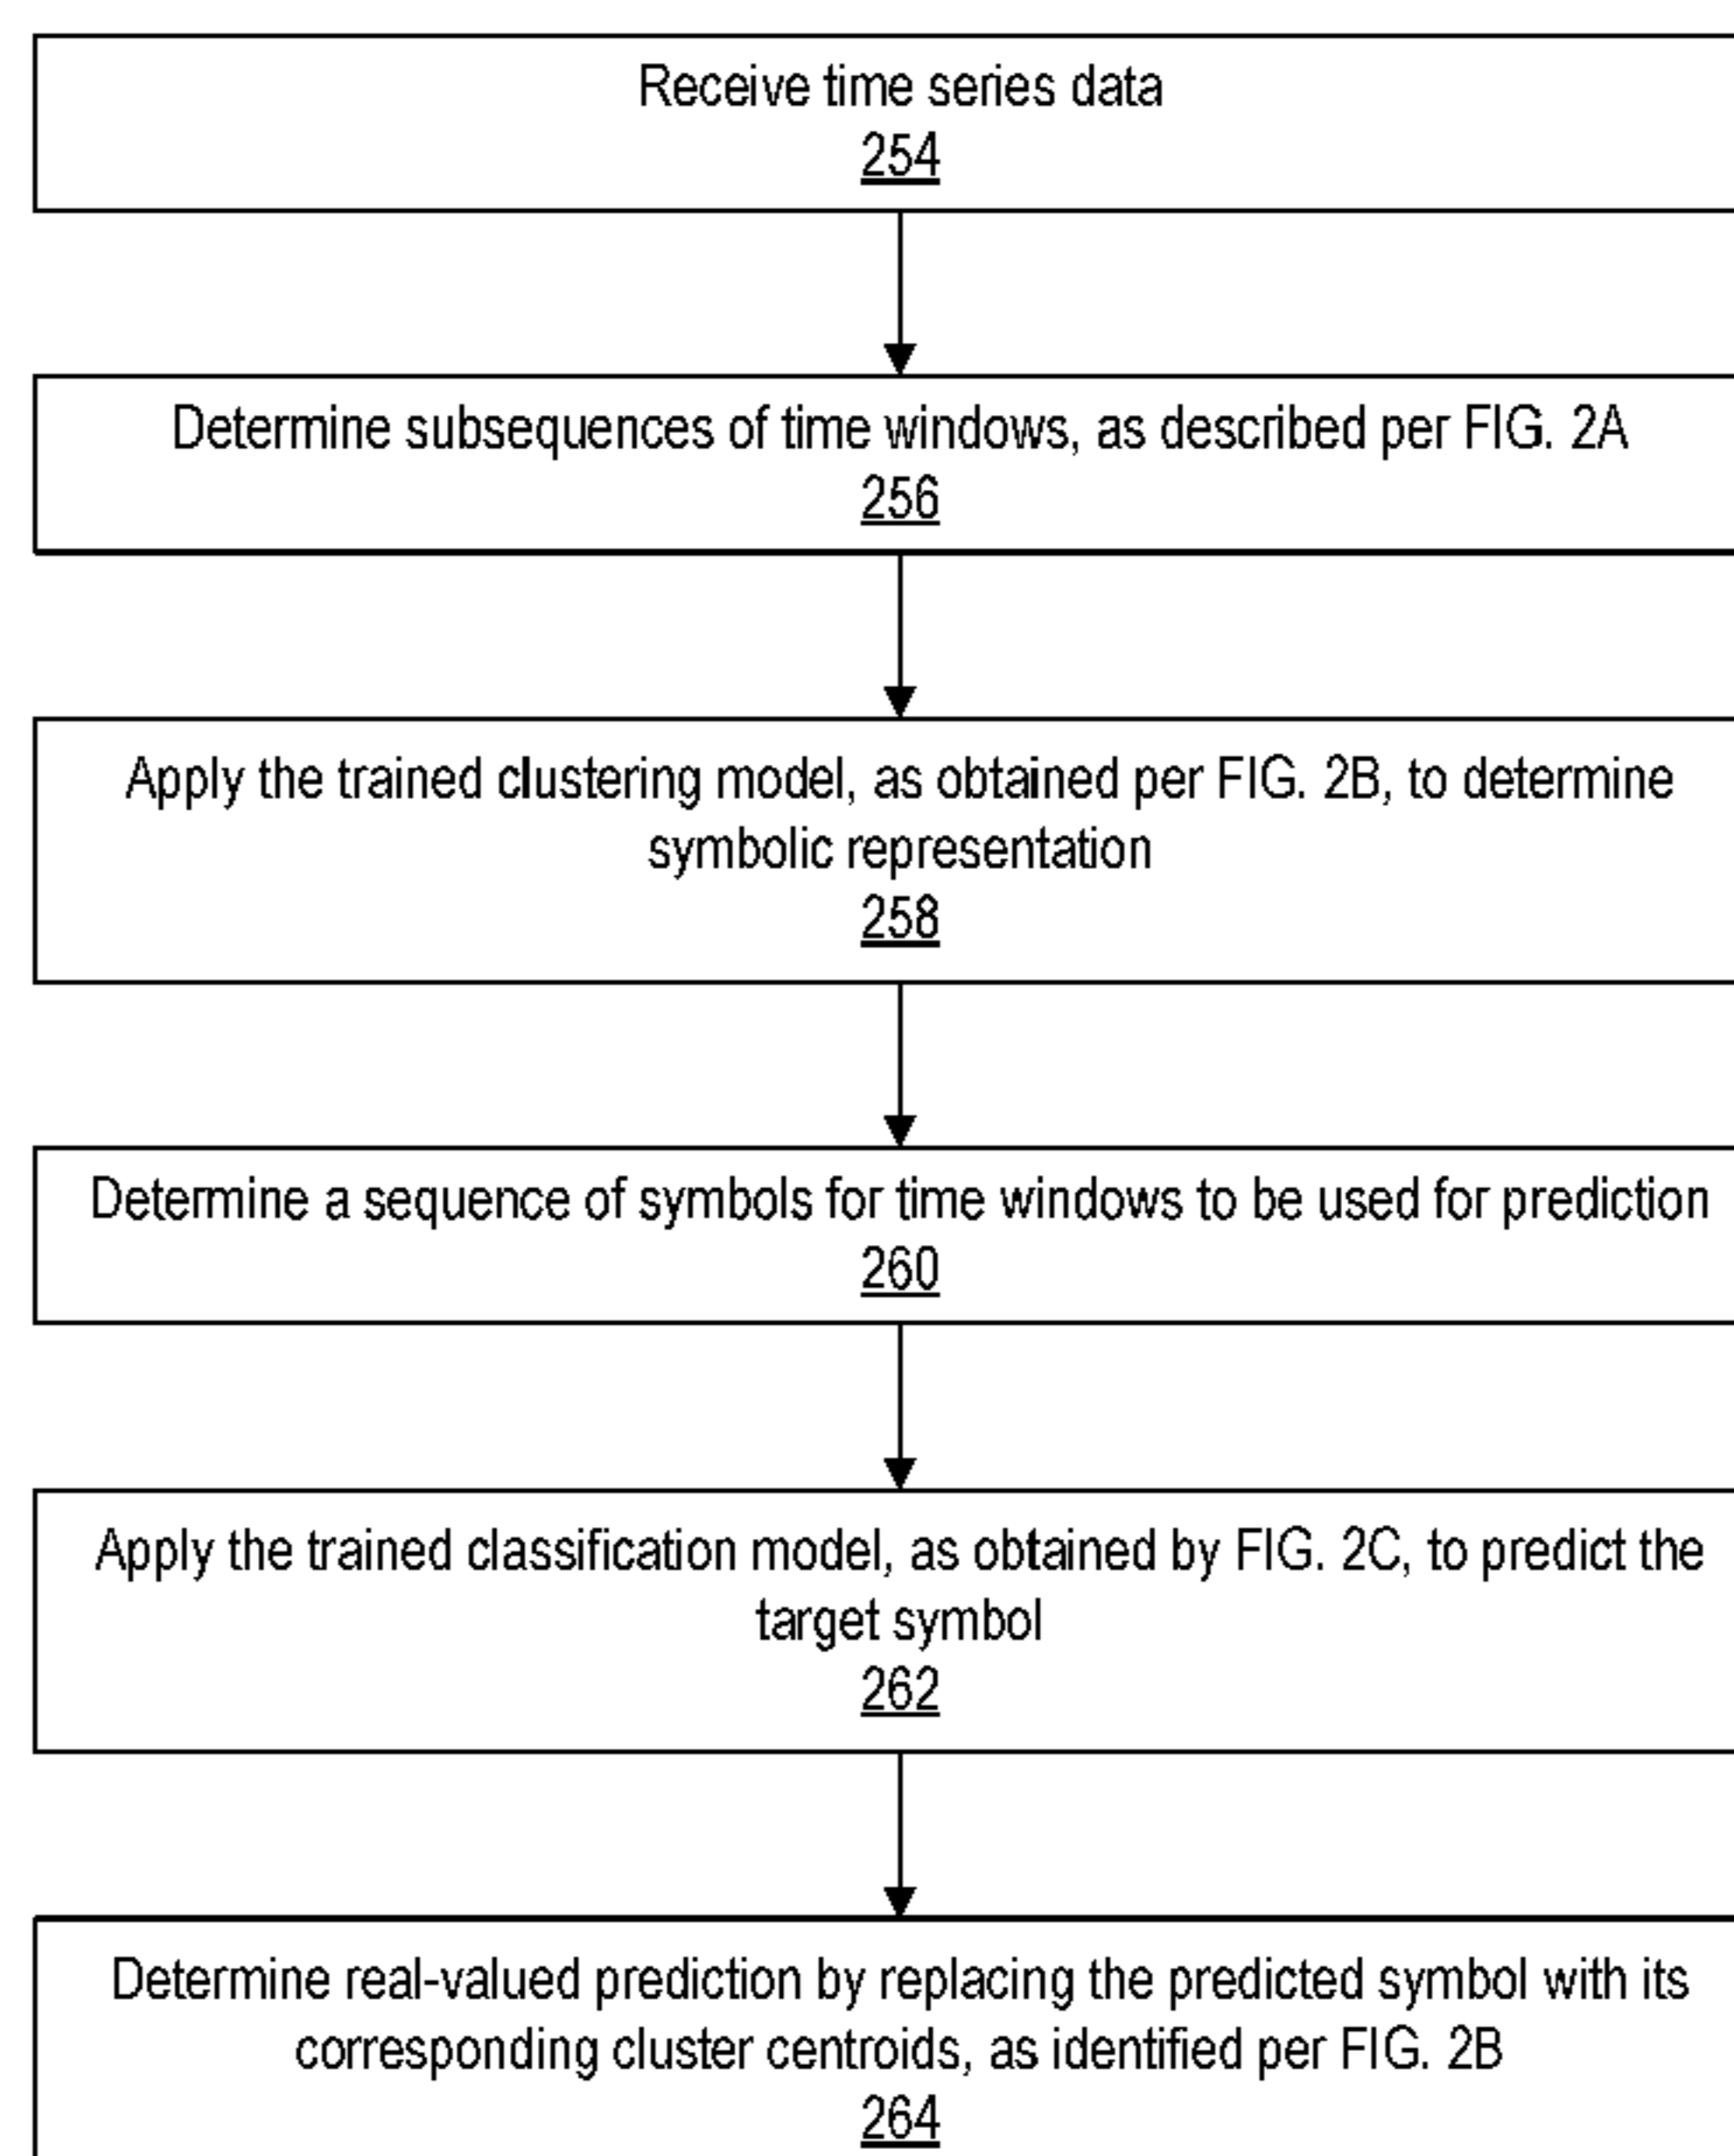 Receive time series data
254
Determine subsequences of time windows, as described per FIG. 2A
256
Apply the trained clustering model, as obtained per FIG. 2B, to determine
symbolic representation
258
Determine a sequence of symbols for time windows to be used for prediction
260
Apply the trained classification model, as obtained by FIG. 2C, to predict the
target symbol
262
Determine real-valued prediction by replacing the predicted symbol with its
corresponding cluster centroids, as identified per FIG. 2B
264